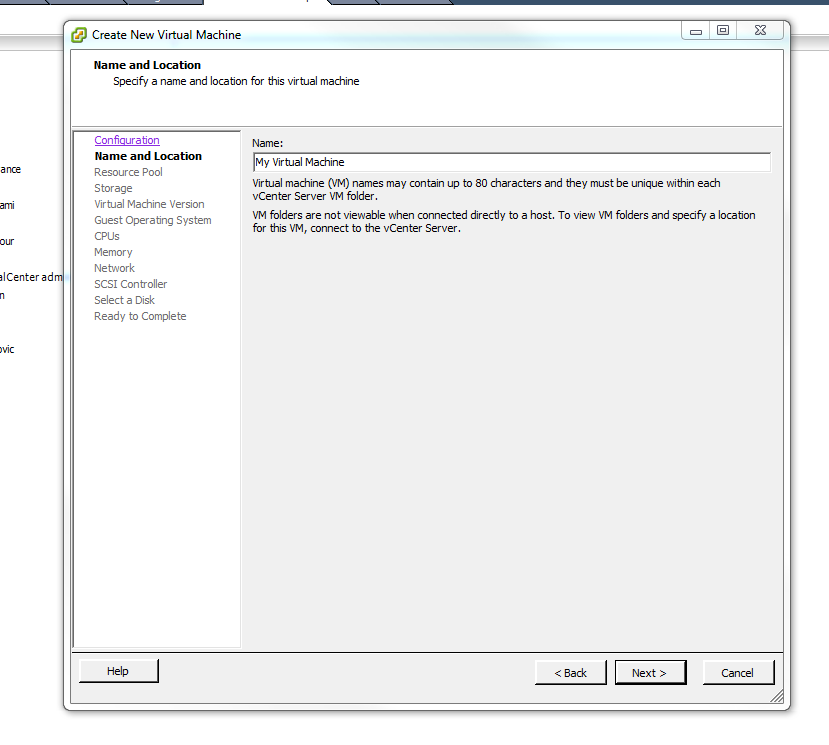 Create New Virtual Machine
Name and Location
Specify a name and location for this virtual machine
Configuration
Name and Location
Resource Pool
Storage
Virtual Machine Version
Guest Operating System
CPUs
Memory
Network
SCSI Controller
Select a Disk
Ready to Complete
Name:
My Virtual Machine
Virtual machine (VM) names may contain up to 80 characters and they must be unique within each
vCenter Server VM folder.
VM folders are not viewable when connected directly to a host. To view VM folders and specify a location
for this VM, connect to the vCenter Server.
ance
ami
our
alCenter adm
n
ovic
Help
< Back
Next >
Cancel